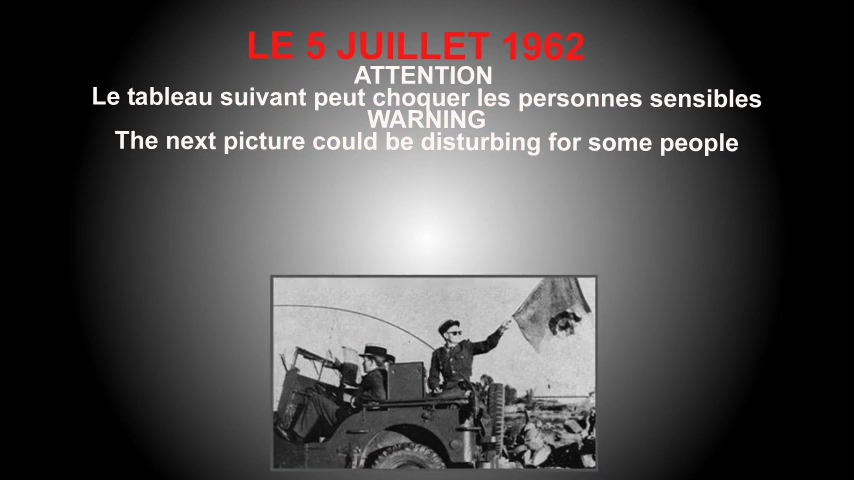 LE 5 JUILLET 1962
ATTENTION
Le tableau suivant peut choquer les personnes sensibles
WARNING
The next picture could be disturbing for some people